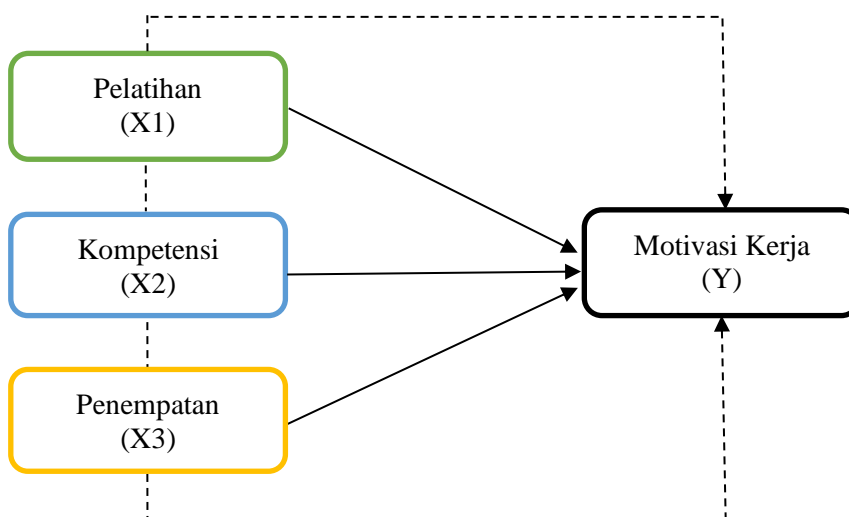 Pelatihan
(X1)
Kompetensi
(X2)
Penempatan
(X3)
Motivasi Kerja
(Y)